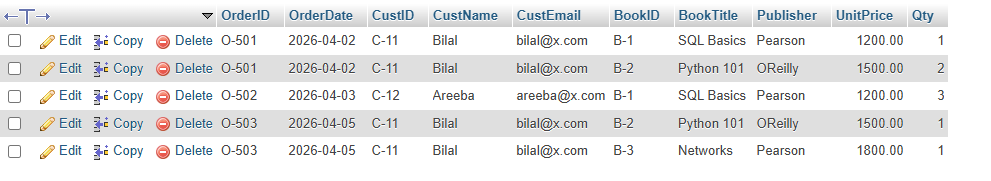 OrderID OrderDate CustID CustName CustEmail BookID BookTitle Publisher UnitPrice Qty
Edit Copy Delete O-501 2026-04-02 C-11 Bilal bilal@x.com B-1 SQL Basics Pearson 1200.00 1
Edit Copy Delete O-501 2026-04-02 C-11 Bilal bilal@x.com B-2 Python 101 OReilly 1500.00 2
Edit Copy Delete O-502 2026-04-03 C-12 Areeba areeba@x.com B-1 SQL Basics Pearson 1200.00 3
Edit Copy Delete O-503 2026-04-05 C-11 Bilal bilal@x.com B-2 Python 101 OReilly 1500.00 1
Edit Copy Delete O-503 2026-04-05 C-11 Bilal bilal@x.com B-3 Networks Pearson 1800.00 1